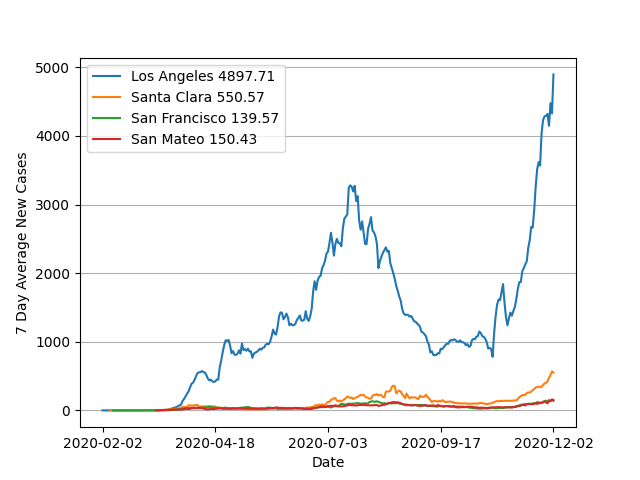 Los Angeles 4897.71
Santa Clara 550.57
San Francisco 139.57
San Mateo 150.43
7 Day Average New Cases
5000
4000
3000
2000
1000
0
2020-02-02 2020-04-18 2020-07-03 2020-09-17 2020-12-02
Date